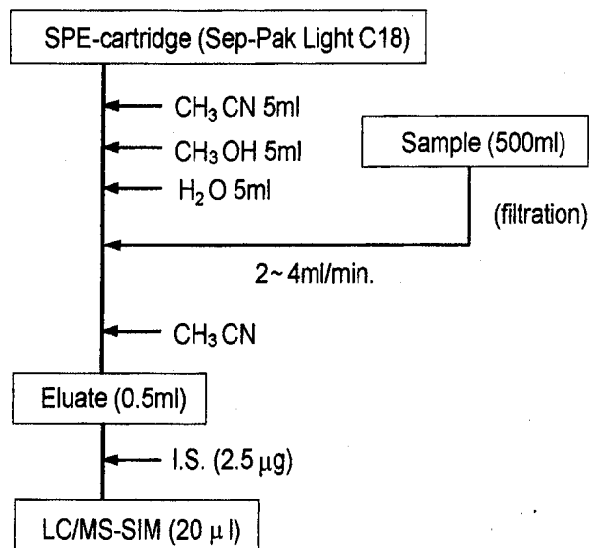 SPE-cartridge (Sep-Pak Light C18)
CH₃CN 5ml
CH₃OH 5ml
Sample (500ml)
H₂O 5ml
(filtration)
2~4ml/min.
CH₃CN
Eluate (0.5ml)
I.S. (2.5 μg)
LC/MS-SIM (20 μl)